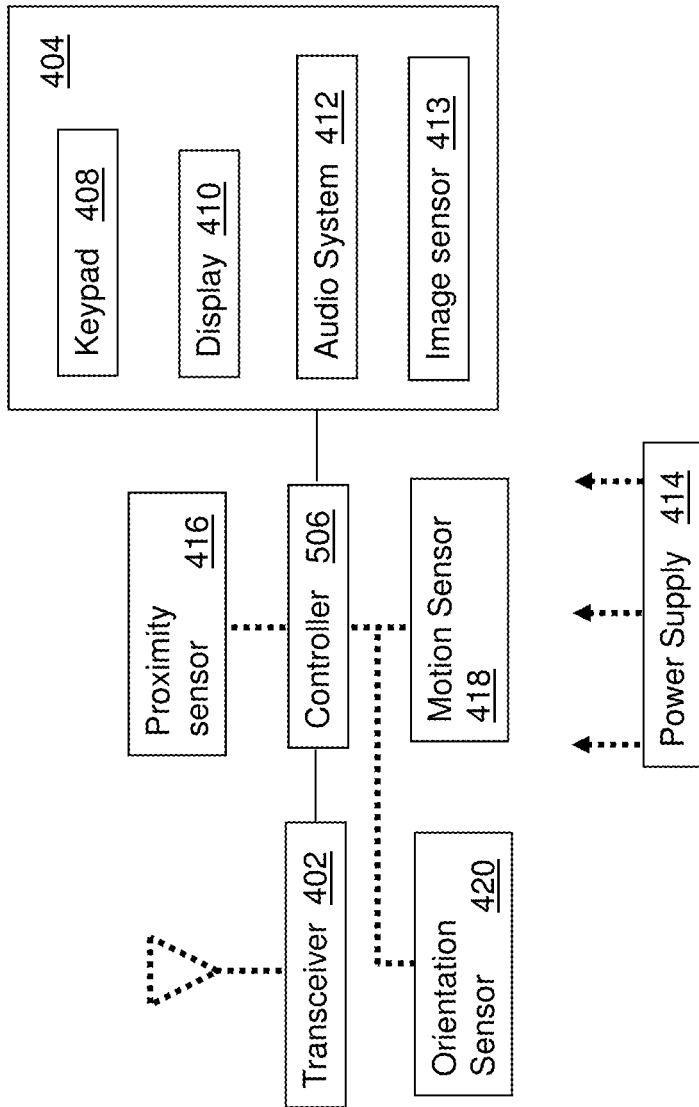 404
Keypad 408
Display 410
Audio System 412
Image sensor 413
Proximity
sensor 416
Controller 506
Motion Sensor
418
Transceiver 402
Orientation
Sensor 420
Power Supply 414